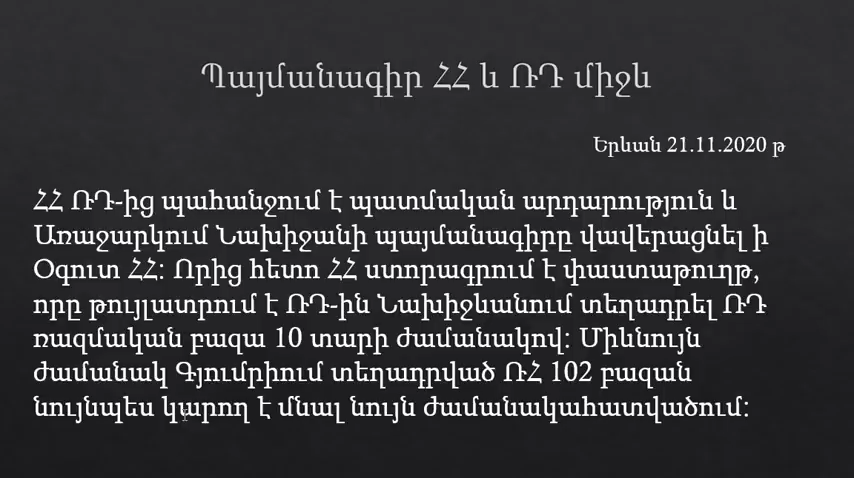 Պայմանագիր ՀՀ և ՌԴ միջև
Երևան 21.11.2020 թ
ՀՀ ՌԴ-ից պահանջում է պատմական արդարություն և
Առաջարկում Նախիջանի պայմանագիրը վավերացնել ի
Օգուտ ՀՀ: Որից հետո ՀՀ ստորագրում է փաստաթուղթ,
որը թույլատրում է ՌԴ-ին Նախիջևանում տեղադրել ՌԴ
ռազմական բազա 10 տարի ժամանակով: Միևնույն
ժամանակ Գյումրիում տեղադրված ՌՀ 102 բազան
նույնպես կարող է մնալ նույն ժամանակահատվածում: